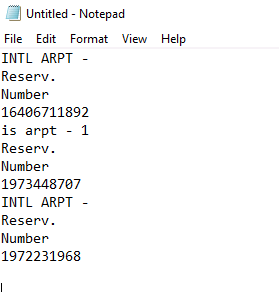 Untitled - Notepad
File Edit Format View Help
INTL ARPT -
Reserv.
Number
16406711892
is arpt - 1
Reserv.
Number
1973448707
INTL ARPT -
Reserv.
Number
1972231968